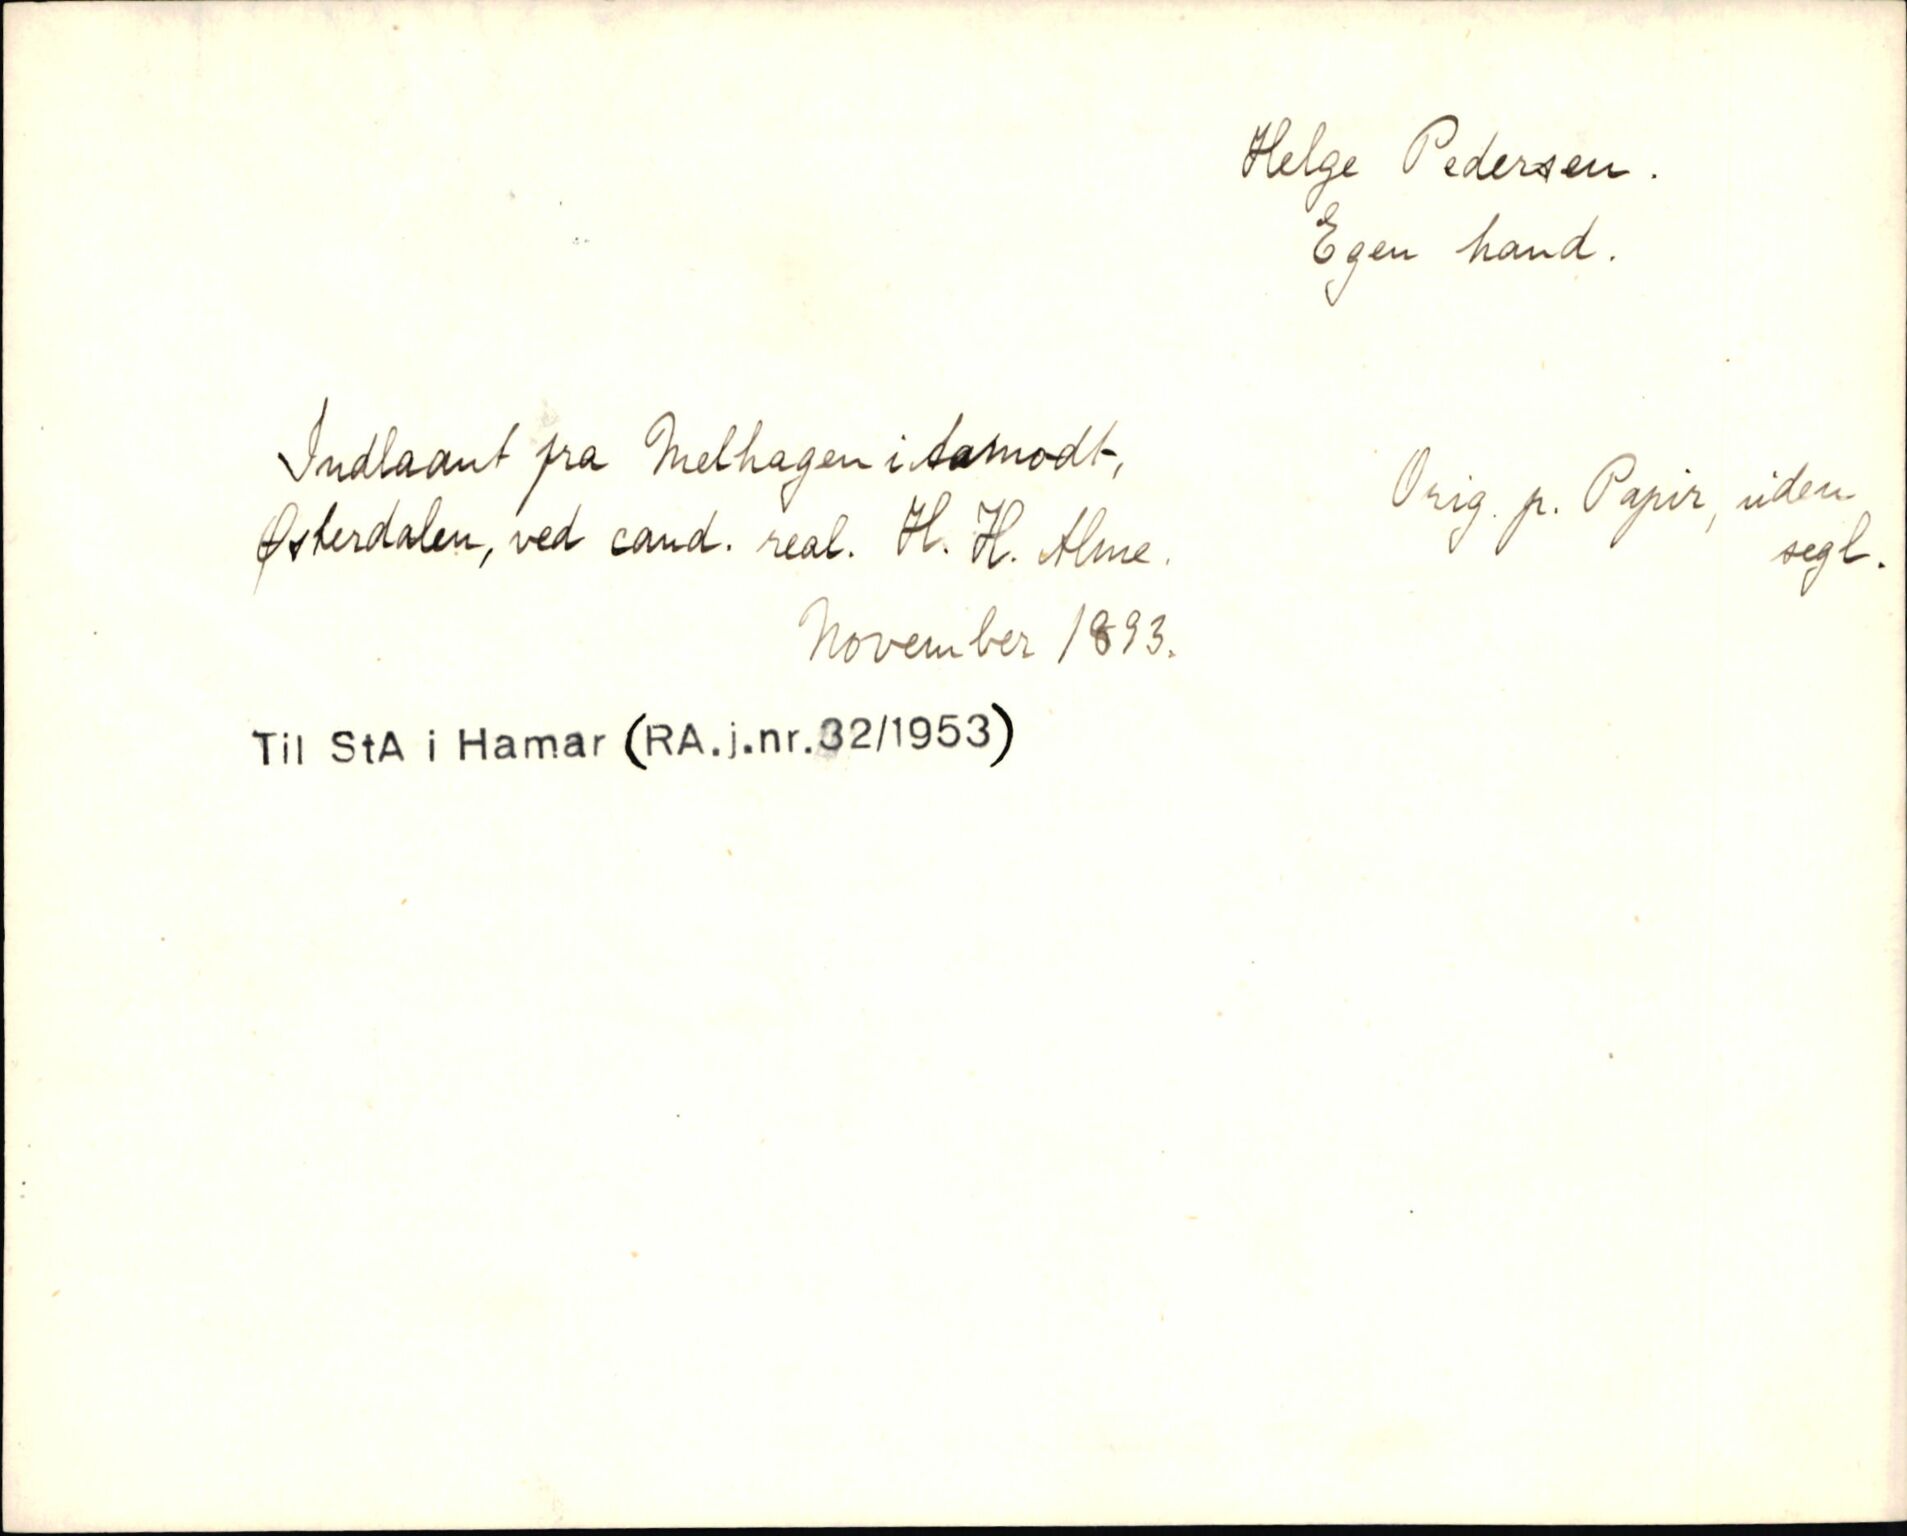 Helge Pedersen.
Egen hand.
Indlaant fra Melhagen i Aamodt,
Østerdalen, ved cand. real. H. H. Alme.
November 1893.
Orig. p. Papir, uden
segl.
Til StA i Hamar (RA.j.nr.32/1953)